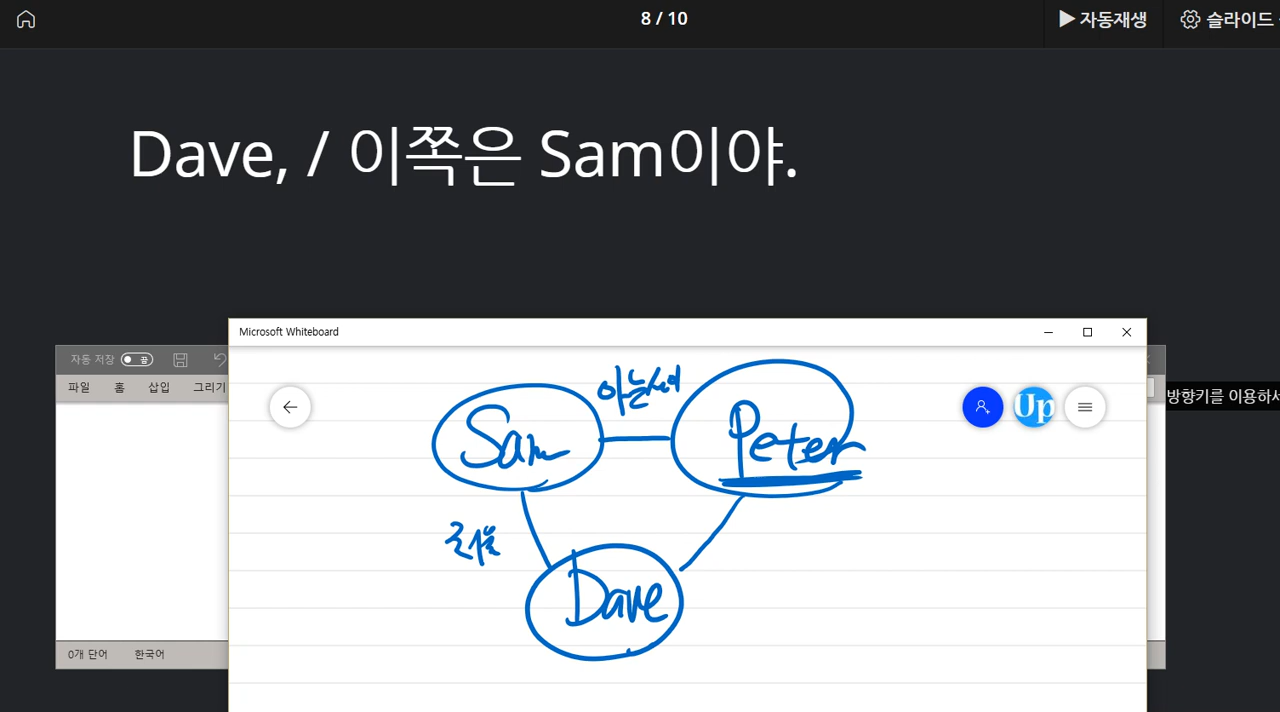 8 / 10
▶ 자동재생
슬라이드
Dave, / 이쪽은 Sam이야.
Microsoft Whiteboard
자동 저장 끔
파일 홈 삽입 그리기
방향키를 이용하서
Up
Sam
Peter
Dave
0개 단어 한국어